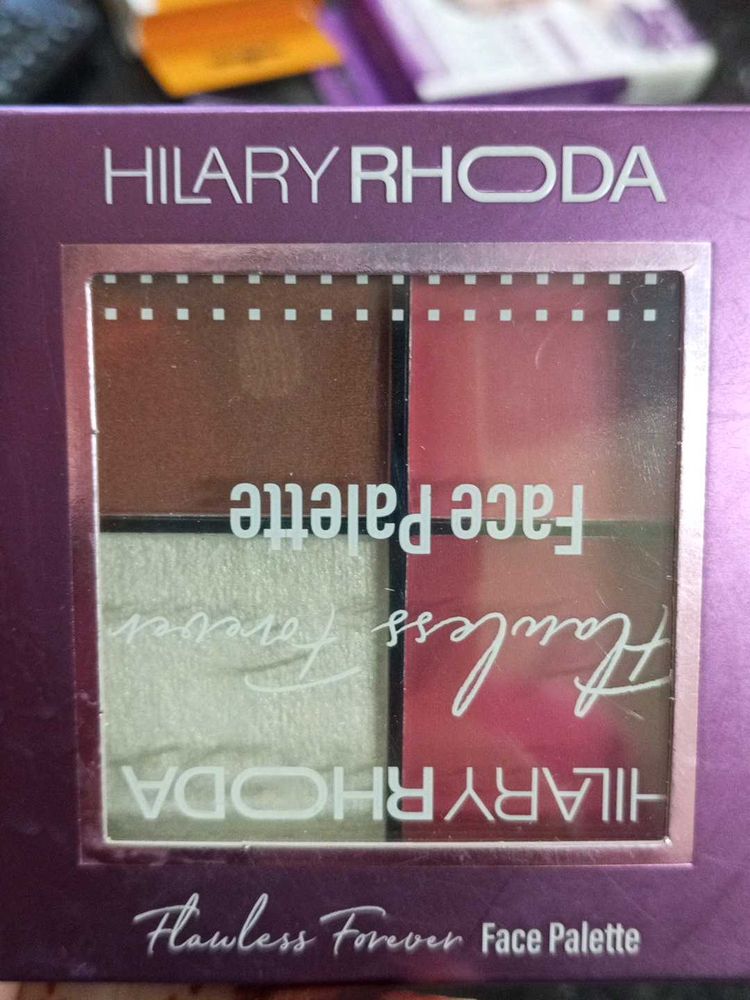 HILARY RHODA
Face Palette
Flawless Forever
HILARY RHODA
Flawless Forever Face Palette